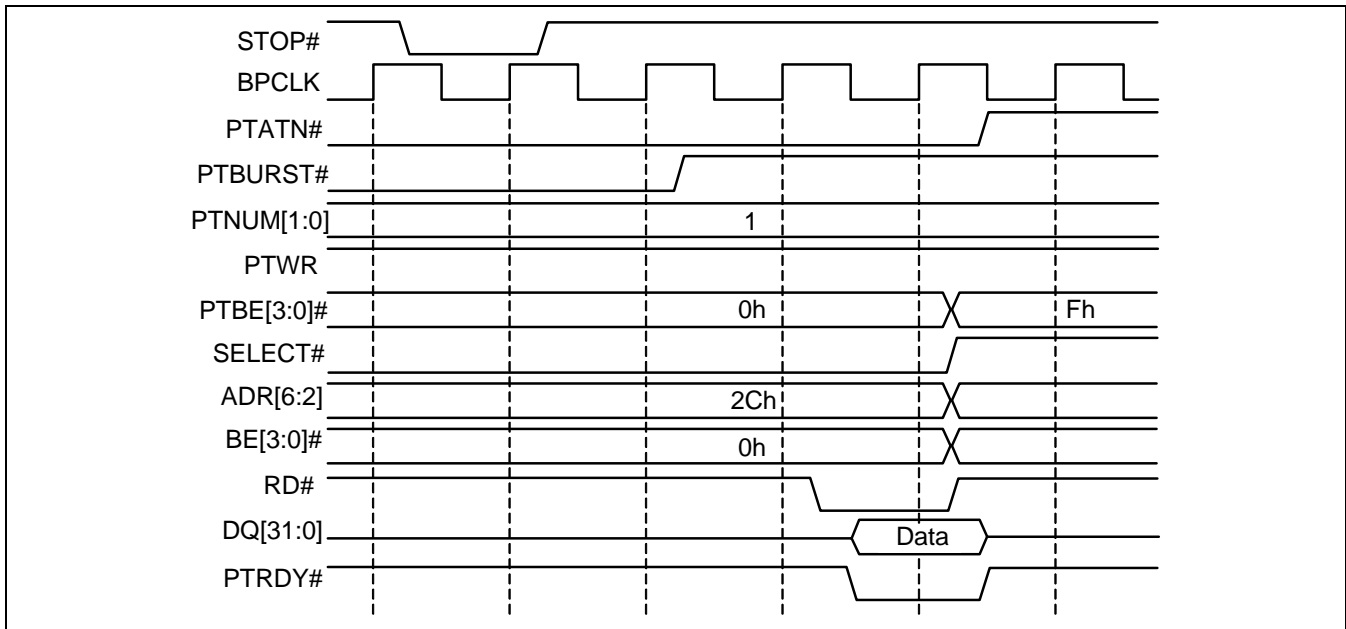 STOP#
BPCLK
PTATN#
PTBURST#
PTNUM[1:0] 1
PTWR
PTBE[3:0]# 0h Fh
SELECT#
ADR[6:2] 2Ch
BE[3:0]# 0h
RD#
DQ[31:0] Data
PTRDY#